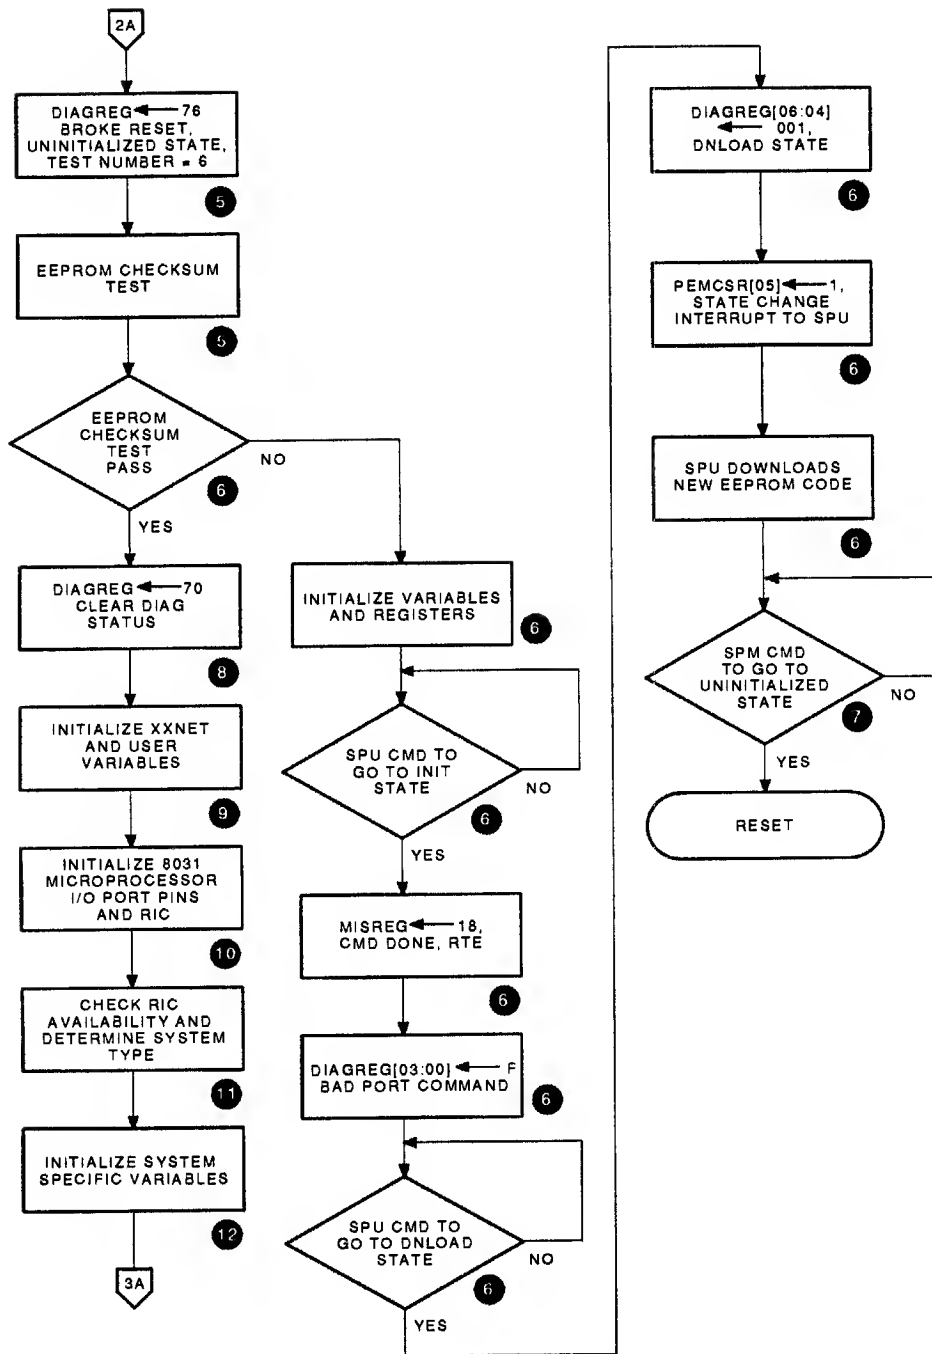 2A
DIAGREG ← 76
BROKE RESET,
UNINITIALIZED STATE,
TEST NUMBER = 6
5
EEPROM CHECKSUM
TEST
5
EEPROM
CHECKSUM
TEST
PASS
6
NO
YES
DIAGREG ← 70
CLEAR DIAG
STATUS
8
INITIALIZE XXNET
AND USER
VARIABLES
9
INITIALIZE 8031
MICROPROCESSOR
I/O PORT PINS
AND RIC
10
CHECK RIC
AVAILABILITY AND
DETERMINE SYSTEM
TYPE
11
INITIALIZE SYSTEM
SPECIFIC VARIABLES
12
3A
INITIALIZE VARIABLES
AND REGISTERS
6
SPU CMD TO
GO TO INIT
STATE
NO
6
YES
MISREG ← 18,
CMD DONE, RTE
6
DIAGREG[03:00] ← F
BAD PORT COMMAND
6
SPU CMD TO
GO TO DNLOAD
STATE
NO
6
YES
DIAGREG[06:04]
← 001,
DNLOAD STATE
6
PEMCSR[05] ← 1,
STATE CHANGE
INTERRUPT TO SPU
6
SPU DOWNLOADS
NEW EEPROM CODE
6
SPM CMD
TO GO TO
UNINITIALIZED
STATE
NO
7
YES
RESET